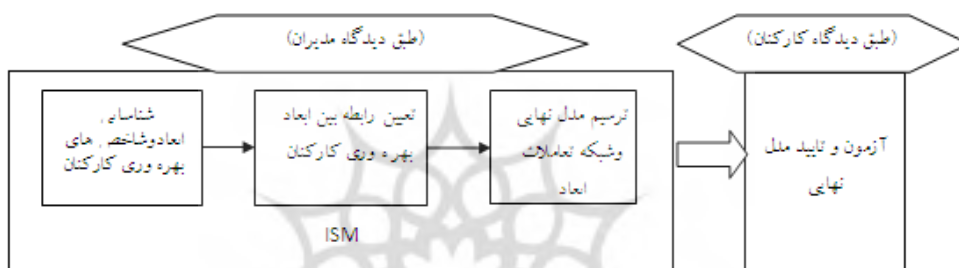 (طبق دیدگاه مدیران)
(طبق دیدگاه کارکنان)
شناسایی
ابعادوشاخص های
بهره وری کارکنان
تعیین رابطه بین ابعاد
بهره وری کارکنان
ترسیم مدل نهایی
وشبکه تعاملات
ابعاد
ISM
آزمون و تایید مدل
نهایی